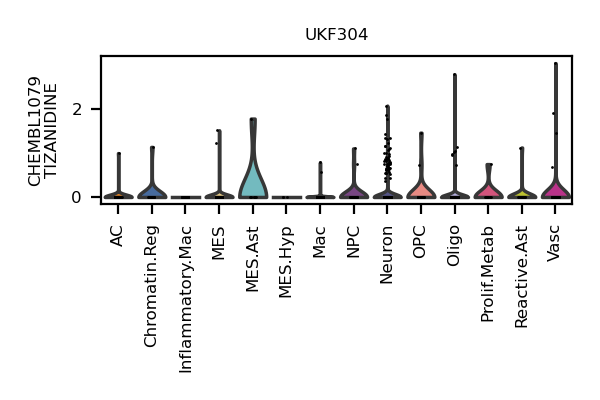 UKF304
CHEMBL1079
TIZANIDINE
2
0
AC
Chromatin.Reg
Inflammatory.Mac
MES
MES.Ast
MES.Hyp
Mac
NPC
Neuron
OPC
Oligo
Prolif.Metab
Reactive.Ast
Vasc